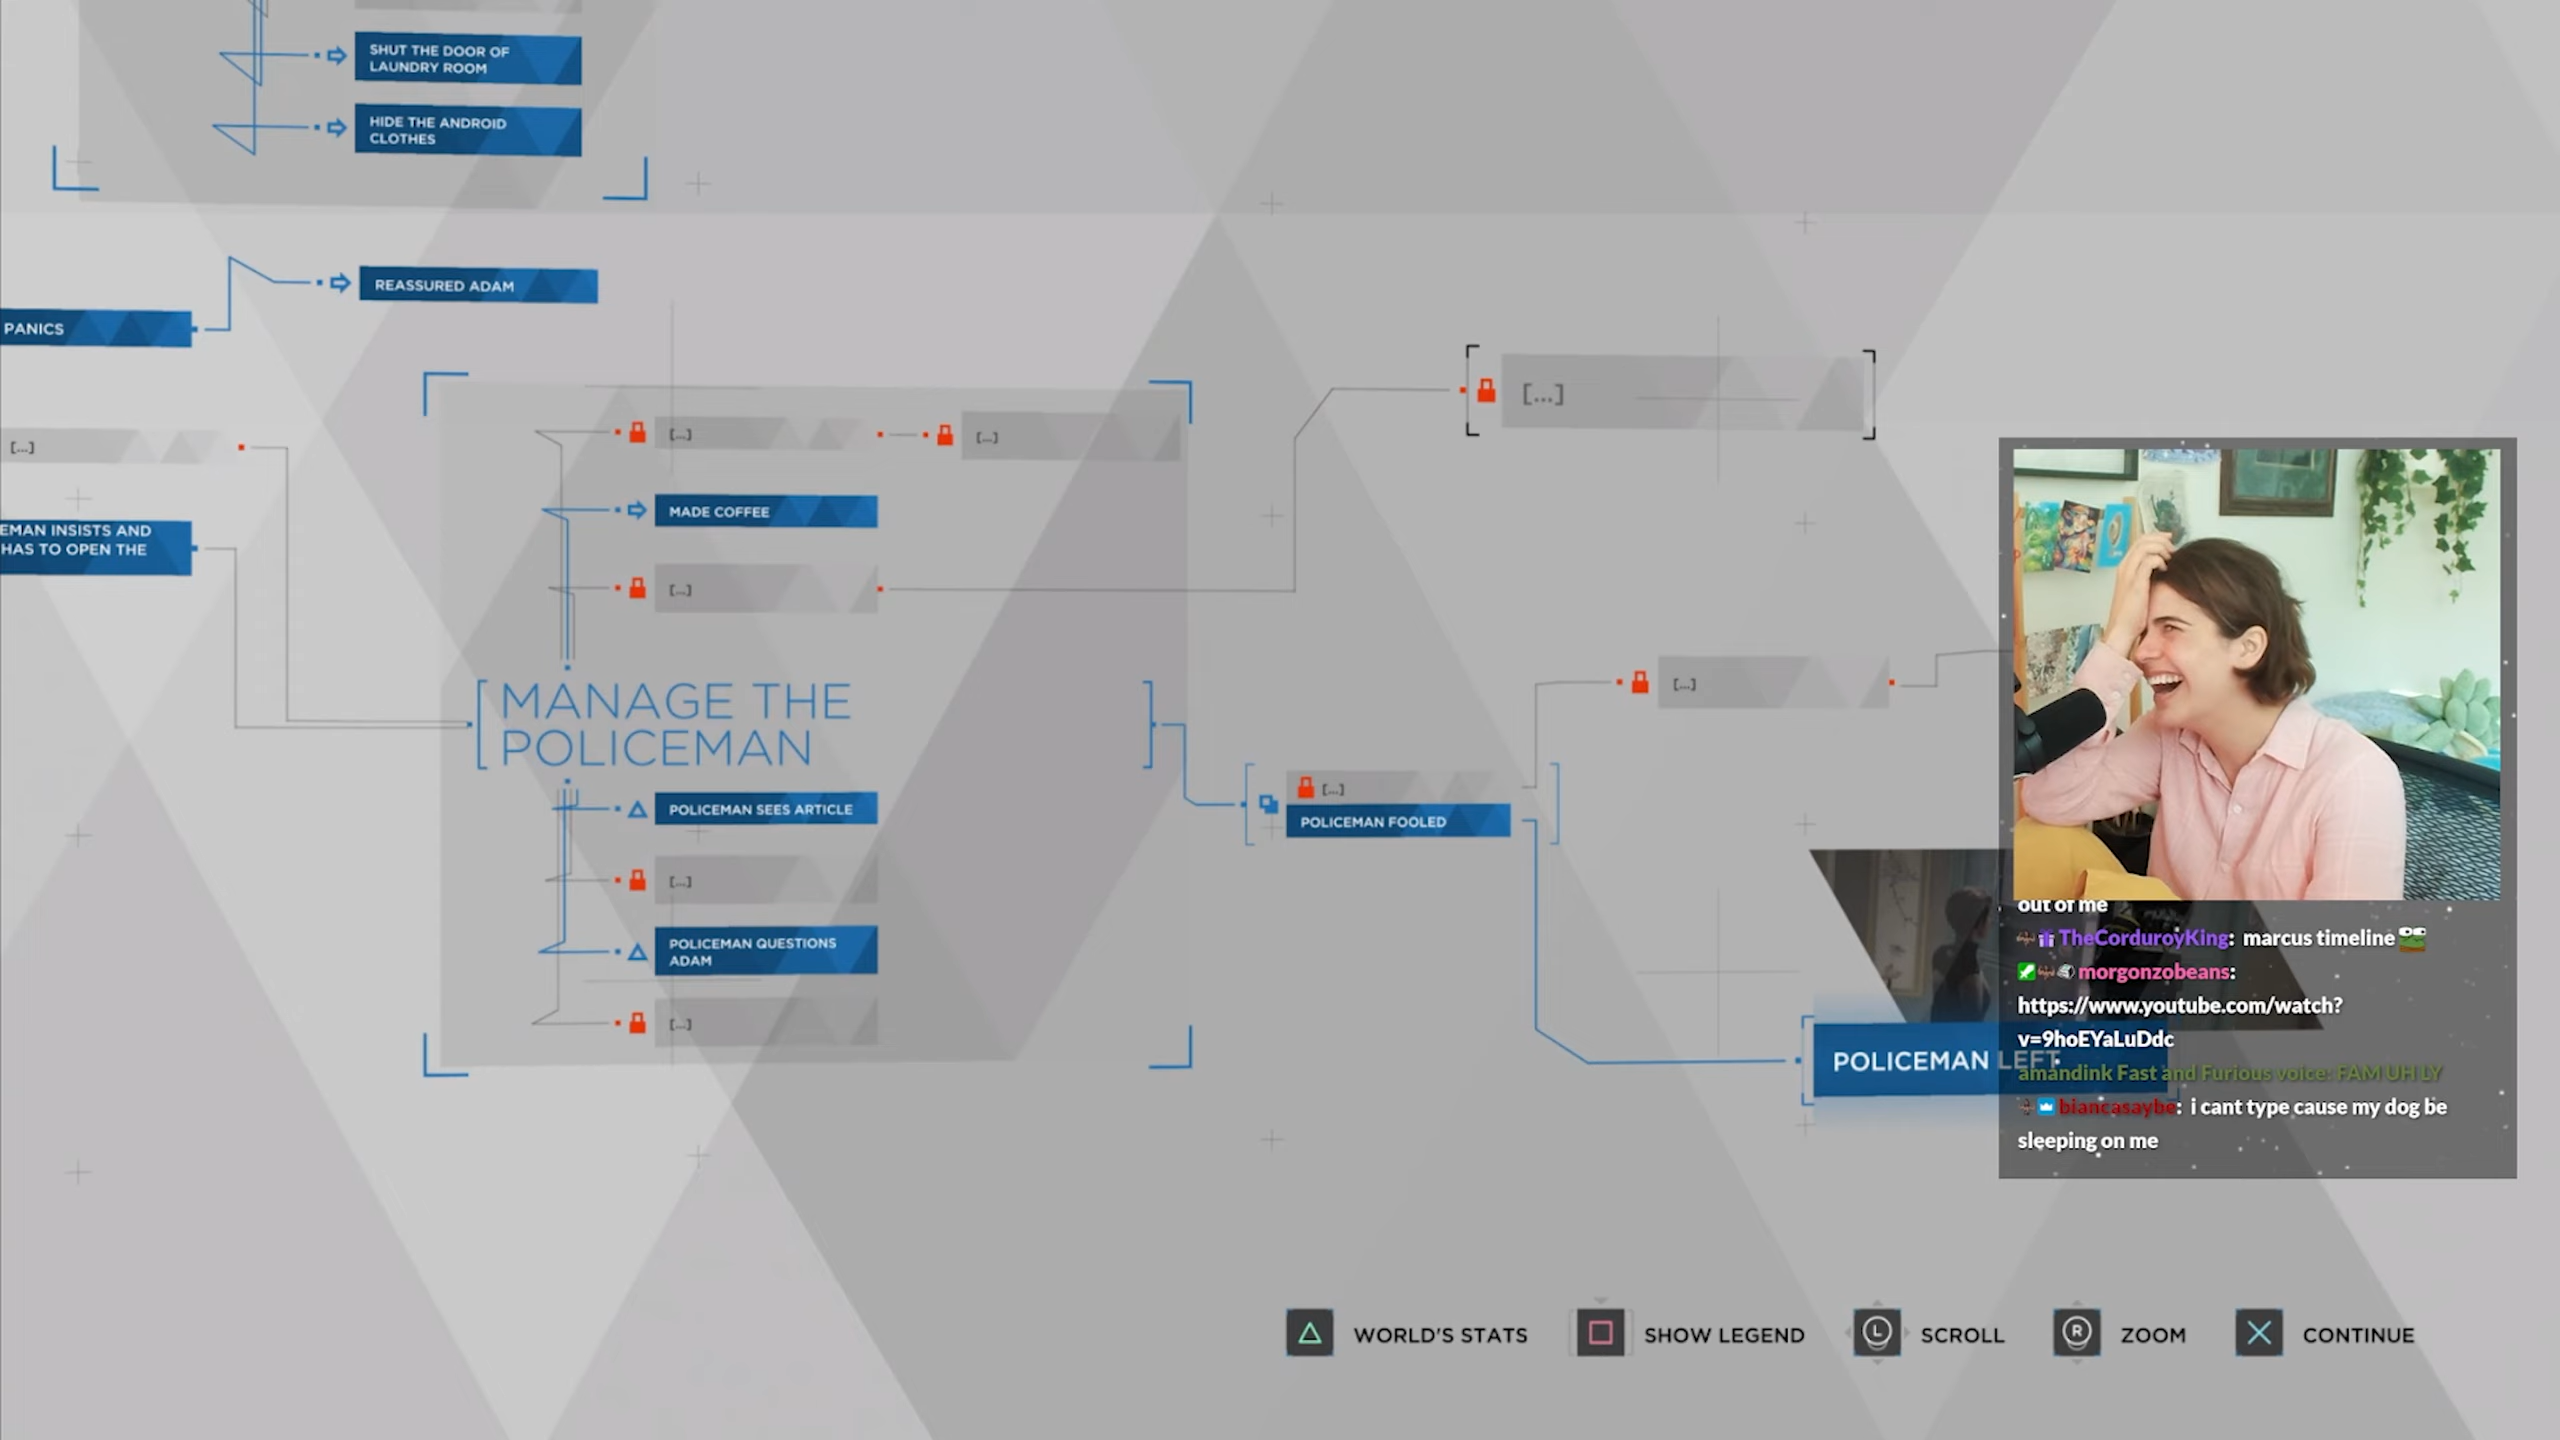 SHUT THE DOOR OF
LAUNDRY ROOM
HIDE THE ANDROID
CLOTHES
REASSURED ADAM
PANICS
[...]
[...]
[...]
[...]
MADE COFFEE
EMAN INSISTS AND
HAS TO OPEN THE
[...]
MANAGE THE
POLICEMAN
[...]
[...]
POLICEMAN FOOLED
POLICEMAN SEES ARTICLE
[...]
POLICEMAN QUESTIONS
ADAM
[...]
POLICEMAN LEFT
out of me
TheCorduroyKing: marcus timeline
morgonzobeans:
https://www.youtube.com/watch?
v=9hoEYaLuDdc
amandink Fast and Furious voice: FAM UH LY
biancasaybe: i cant type cause my dog be
sleeping on me
WORLD'S STATS
SHOW LEGEND
L
SCROLL
R
ZOOM
CONTINUE